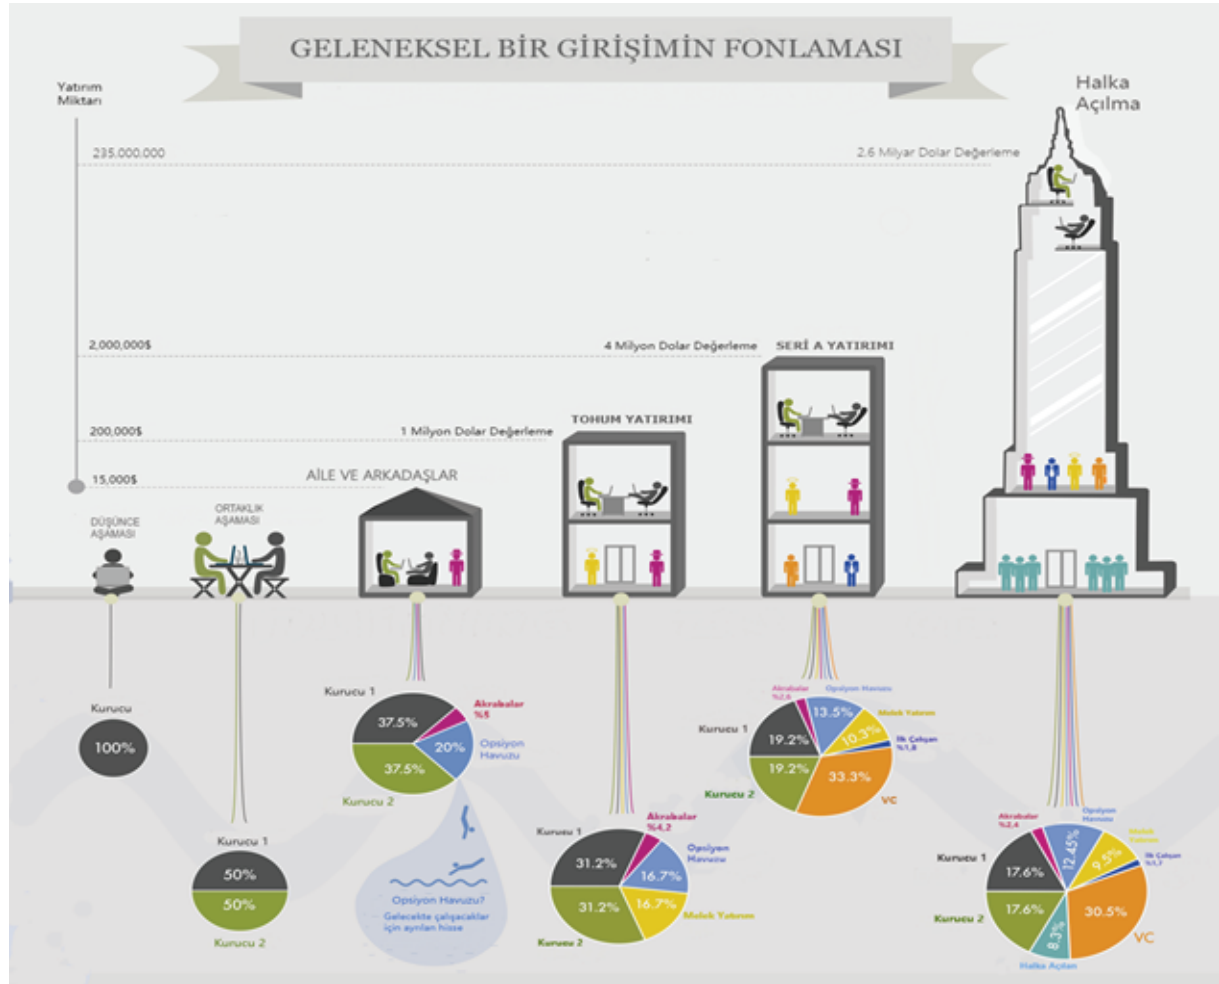 GELENEKSEL BİR GİRİŞİMİN FONLAMASI
Yatırım
Miktarı
Halka
Açılma
235.000,000
2.6 Milyar Dolar Değerleme
2,000,000$
4 Milyon Dolar Değerleme
SERİ A YATIRIMI
200,000$
1 Milyon Dolar Değerleme
TOHUM YATIRIMI
15,000$
AİLE VE ARKADAŞLAR
DÜŞÜNCE
AŞAMASI
ORTAKLIK
AŞAMASI
Kurucu
100%
Kurucu 1
50%
50%
Kurucu 2
Kurucu 1
37.5%
Akrabalar
%5
20%
Opsiyon
Havuzu
37.5%
Kurucu 2
Opsiyon Havuzu?
Gelecekte çalışacaklar
için ayrılan hisse
Kurucu 1
31.2%
Akrabalar
%4,2
Opsiyon
Havuzu
16.7%
31.2%
16.7%
Melek Yatırım
Kurucu 2
Akrabalar
%2,6
Opsiyon Havuzu
13.5%
Melek Yatırım
10.3%
Kurucu 1
19.2%
İlk Çalışan
%1,8
19.2%
33.3%
Kurucu 2
VC
Akrabalar
%2,4
Opsiyon
Havuzu
12.45%
Melek
Yatırım
9.5%
Kurucu 1
17.6%
İlk Çalışan
%1,7
17.6%
30.5%
Kurucu 2
8.3%
VC
Halka Açılan